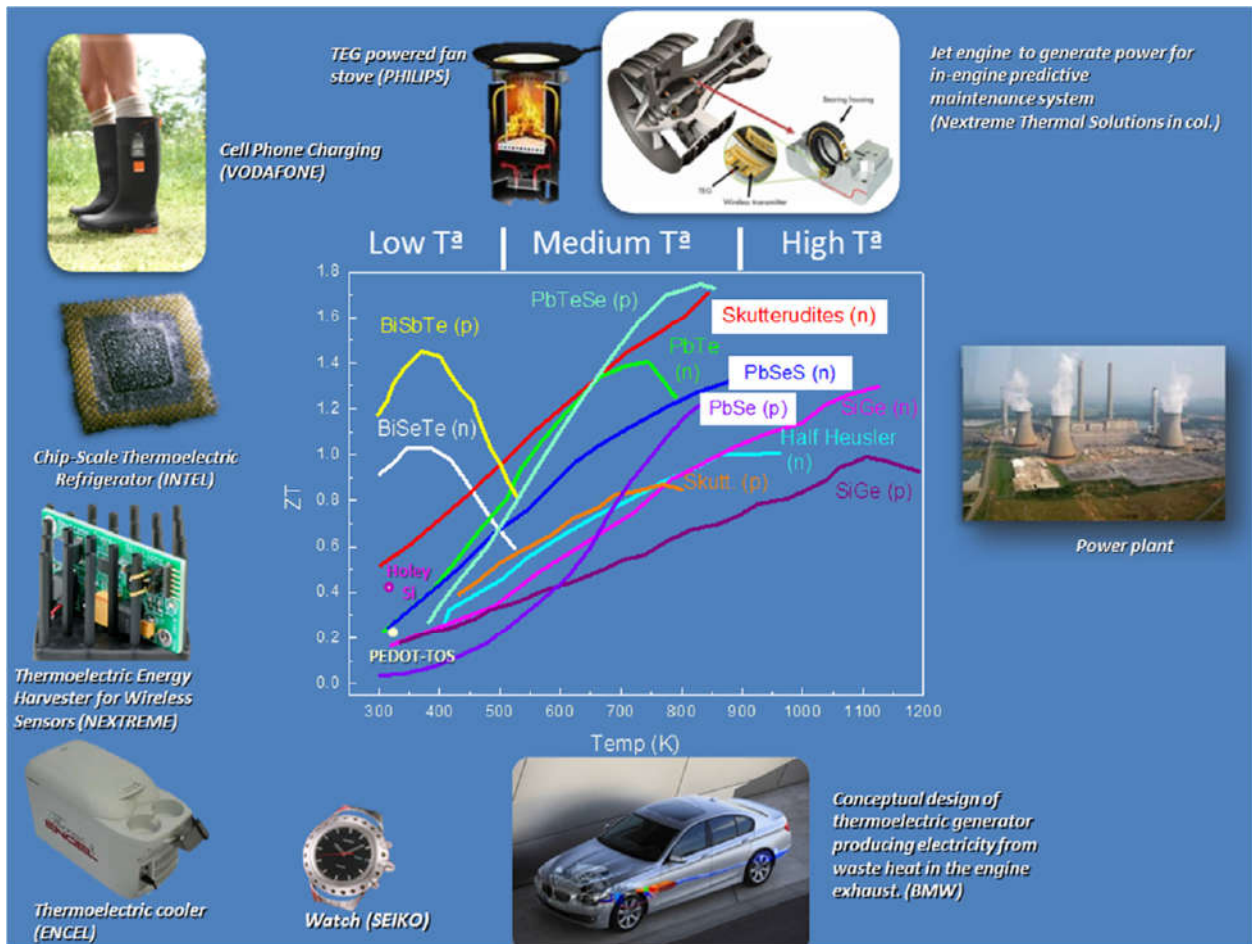 TEG powered fan
stove (PHILIPS)
Bearing housing
TEG
Wireless transmitter
Jet engine to generate power for
in-engine predictive
maintenance system
(Nextreme Thermal Solutions in col.)
Cell Phone Charging
(VODAFONE)
Low Tª
Medium Tª
High Tª
1.8
1.6
1.4
1.2
1.0
0.8
0.6
0.4
0.2
0.0
ZT
BiSbTe (p)
PbTeSe (p)
Skutterudites (n)
PbTe
(n)
PbSeS (n)
PbSe (p)
SiGe (n)
BiSeTe (n)
Half Heusler
(n)
Skutt. (p)
SiGe (p)
Holey
Si
PEDOT-TOS
300 400 500 600 700 800 900 1000 1100 1200
Temp (K)
Chip-Scale Thermoelectric
Refrigerator (INTEL)
Power plant
Thermoelectric Energy
Harvester for Wireless
Sensors (NEXTREME)
ENCEL
Thermoelectric cooler
(ENCEL)
Watch (SEIKO)
Conceptual design of
thermoelectric generator
producing electricity from
waste heat in the engine
exhaust. (BMW)